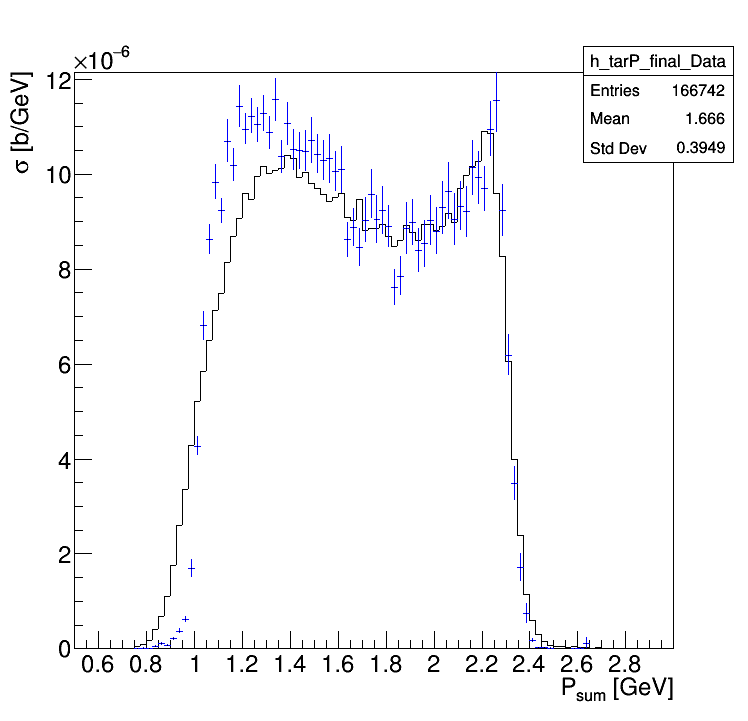 ×10⁻⁶
h_tarP_final_Data
Entries 166742
Mean 1.666
Std Dev 0.3949
σ [b/GeV]
12
10
8
6
4
2
0
0.6 0.8 1 1.2 1.4 1.6 1.8 2 2.2 2.4 2.6 2.8
P_sum [GeV]